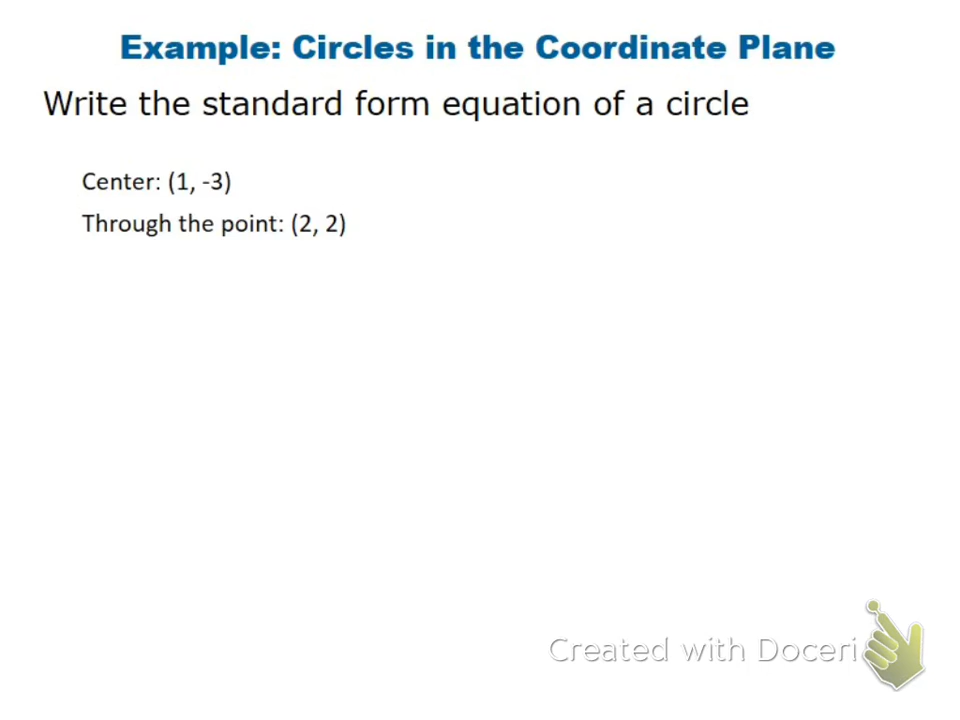 Example: Circles in the Coordinate Plane
Write the standard form equation of a circle
Center: (1, -3)
Through the point: (2, 2)
Created with Doceri